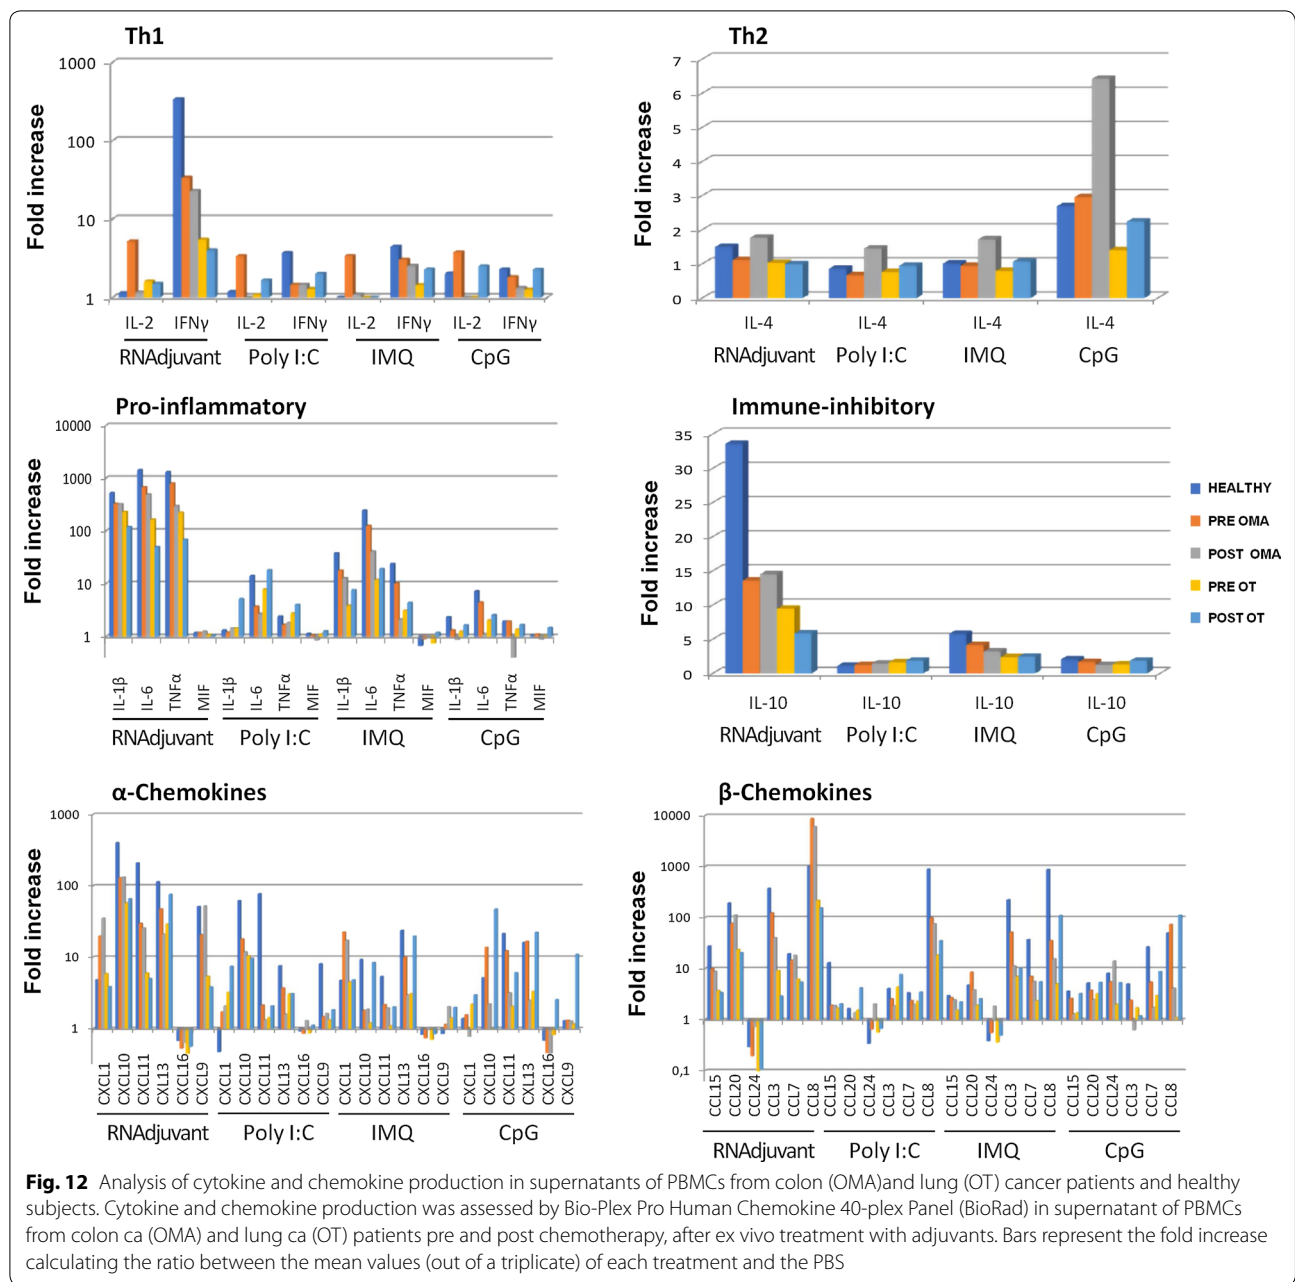 Th1
Fold increase
1000
100
10
1
IL-2 IFNγ IL-2 IFNγ IL-2 IFNγ IL-2 IFNγ
RNAdjuvant Poly I:C IMQ CpG
Th2
Fold increase
7
6
5
4
3
2
1
0
IL-4 IL-4 IL-4 IL-4
RNAdjuvant Poly I:C IMQ CpG
Pro-inflammatory
Fold increase
10000
1000
100
10
1
IL-1β IL-6 TNFα MIF IL-1β IL-6 TNFα MIF IL-1β IL-6 TNFα MIF IL-1β IL-6 TNFα MIF
RNAdjuvant Poly I:C IMQ CpG
Immune-inhibitory
Fold increase
35
30
25
20
15
10
5
0
IL-10 IL-10 IL-10 IL-10
RNAdjuvant Poly I:C IMQ CpG
HEALTHY
PRE OMA
POST OMA
PRE OT
POST OT
α-Chemokines
Fold increase
1000
100
10
1
CXCL1 CXCL10 CXCL11 CXL13 CXCL16 CXCL9 CXCL1 CXCL10 CXCL11 CXL13 CXCL16 CXCL9 CXCL1 CXCL10 CXCL11 CXL13 CXCL16 CXCL9 CXCL1 CXCL10 CXCL11 CXL13 CXCL16 CXCL9
RNAdjuvant Poly I:C IMQ CpG
β-Chemokines
Fold increase
10000
1000
100
10
1
0,1
CCL15 CCL20 CCL24 CCL3 CCL7 CCL8 CCL15 CCL20 CCL24 CCL3 CCL7 CCL8 CCL15 CCL20 CCL24 CCL3 CCL7 CCL8 CCL15 CCL20 CCL24 CCL3 CCL7 CCL8
RNAdjuvant Poly I:C IMQ CpG
Fig. 12 Analysis of cytokine and chemokine production in supernatants of PBMCs from colon (OMA)and lung (OT) cancer patients and healthy
subjects. Cytokine and chemokine production was assessed by Bio-Plex Pro Human Chemokine 40-plex Panel (BioRad) in supernatant of PBMCs
from colon ca (OMA) and lung ca (OT) patients pre and post chemotherapy, after ex vivo treatment with adjuvants. Bars represent the fold increase
calculating the ratio between the mean values (out of a triplicate) of each treatment and the PBS